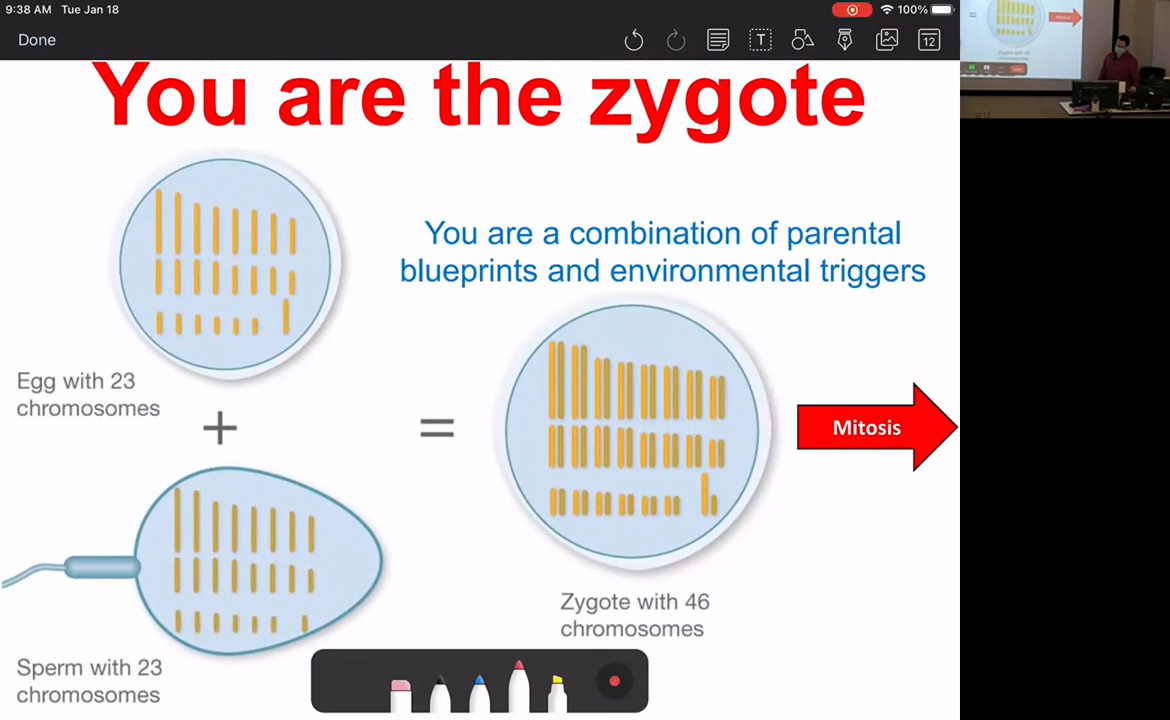 9:38 AM Tue Jan 18
100%
Done
T
12
You are the zygote
You are a combination of parental
blueprints and environmental triggers
Egg with 23
chromosomes
+
=
Mitosis
Zygote with 46
chromosomes
Sperm with 23
chromosomes